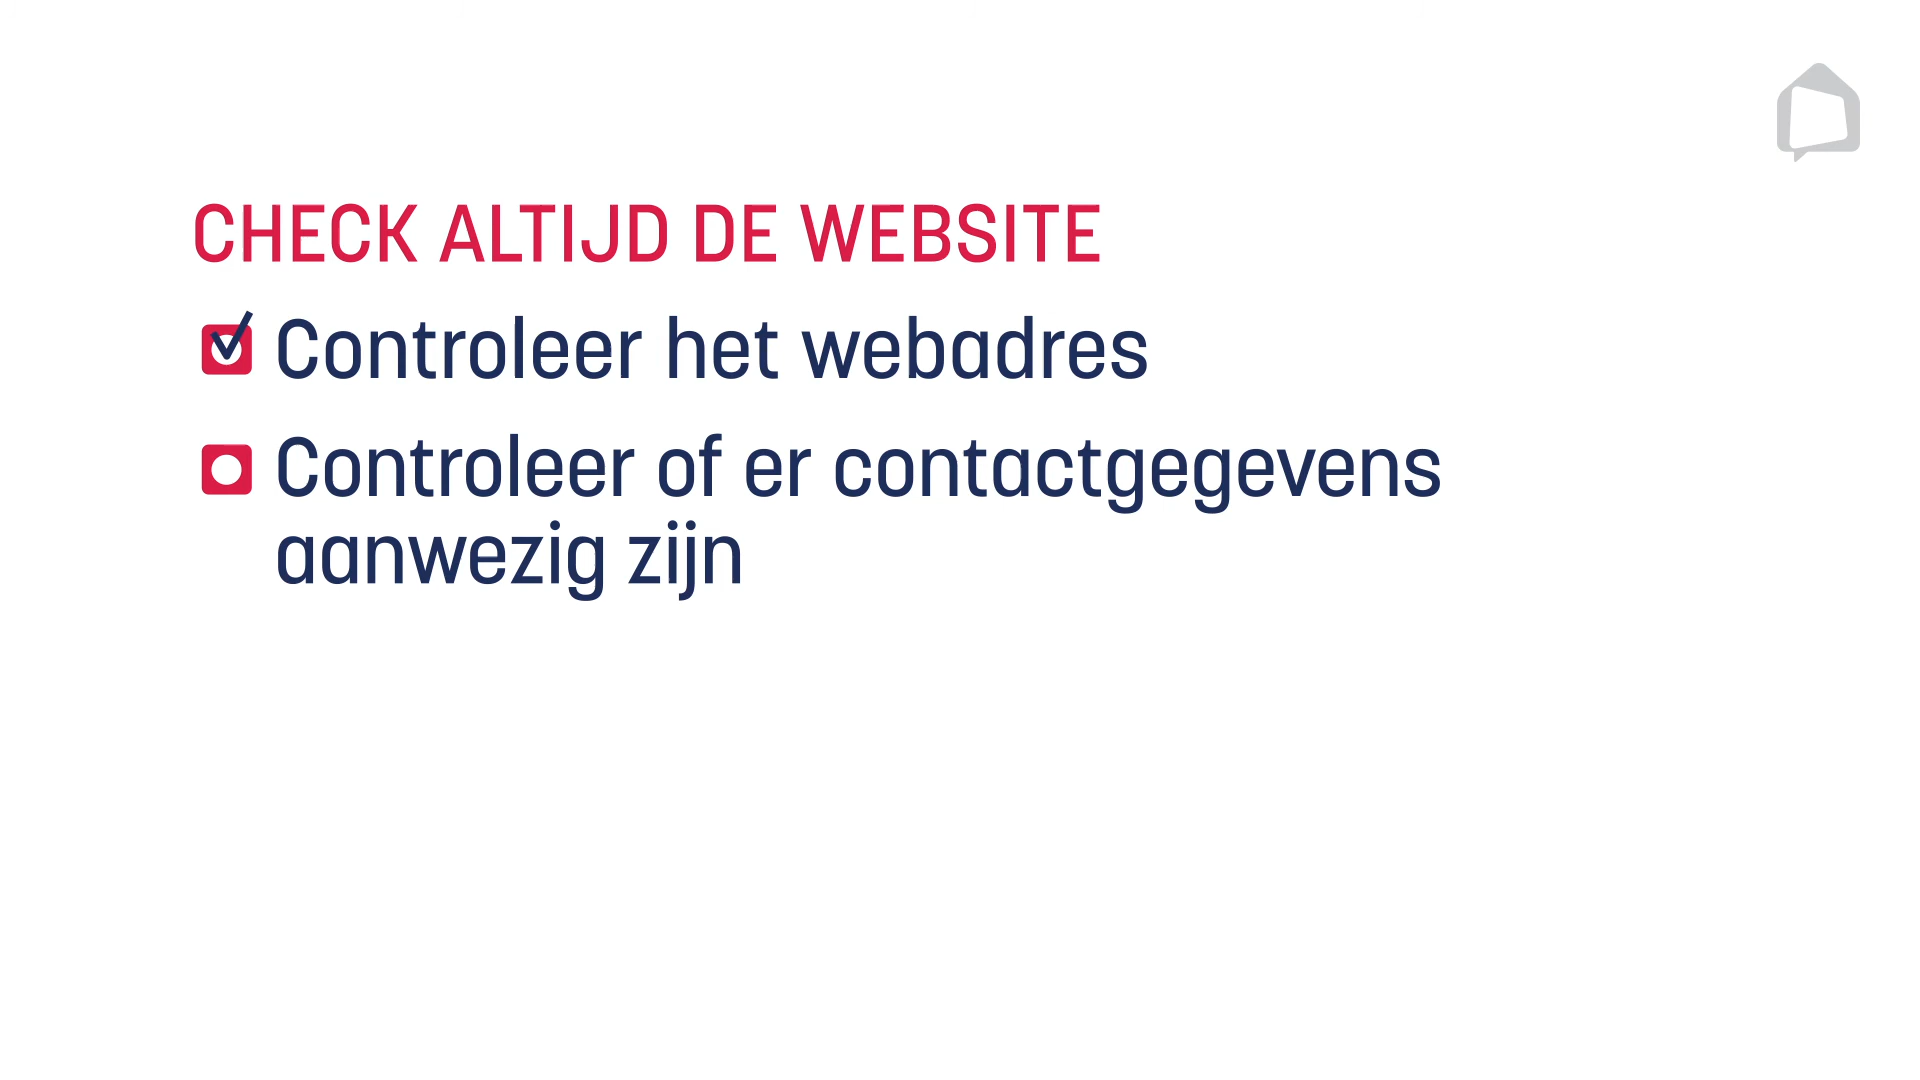 CHECK ALTIJD DE WEBSITE
Controleer het webadres
Controleer of er contactgegevens
aanwezig zijn